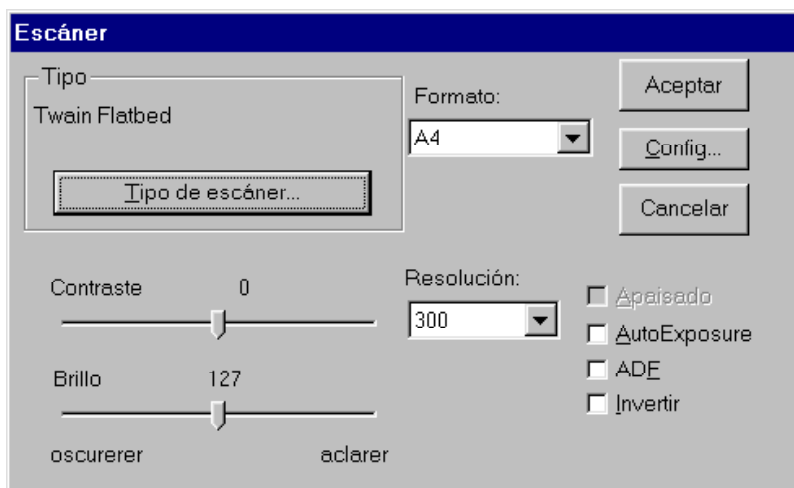 Escáner
Tipo
Twain Flatbed
Tipo de escáner...
Formato:
A4
Aceptar
Config...
Cancelar
Contraste 0
Resolución:
300
Apaisado
AutoExposure
ADF
Invertir
Brillo 127
oscurerer aclarer